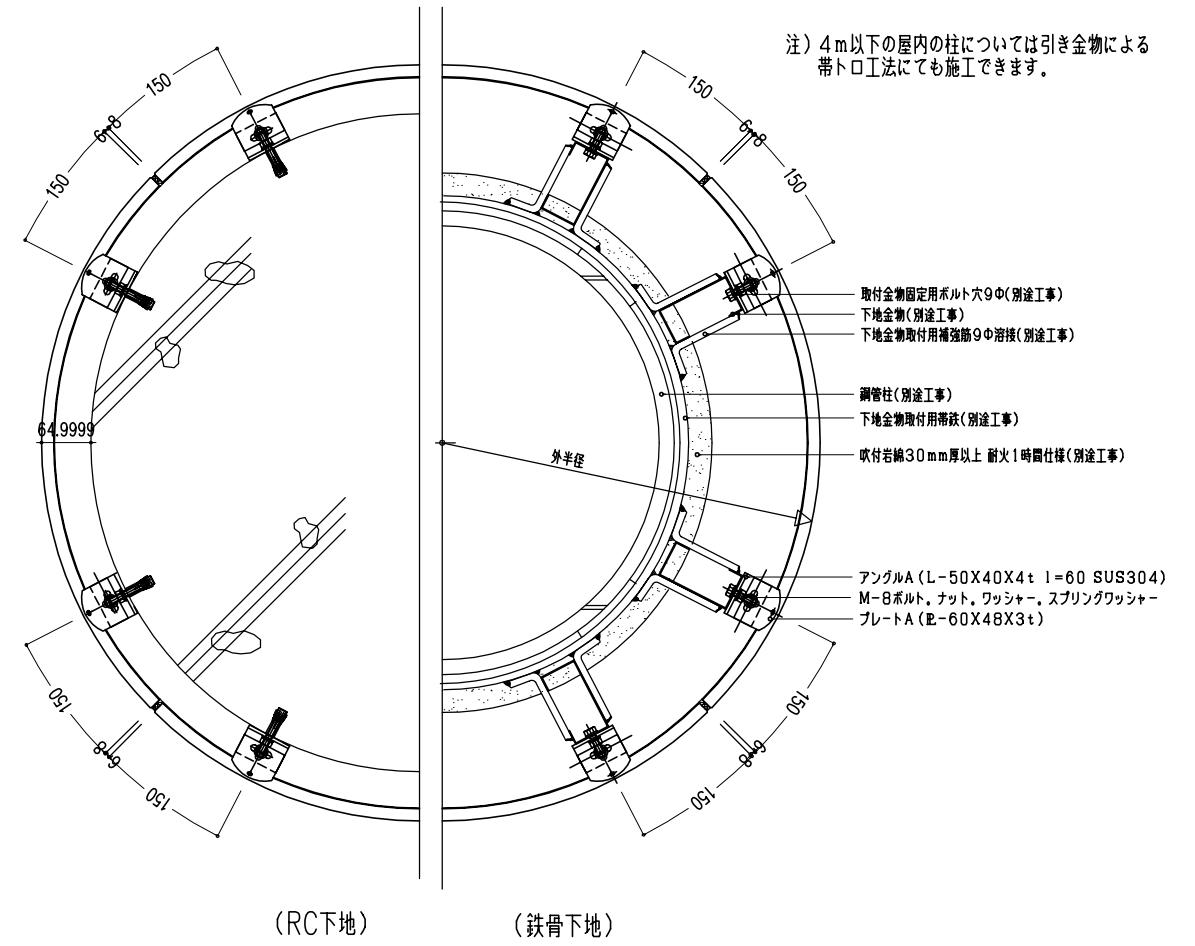 注）4m以下の屋内の柱については引き金物による
帯トロ工法にても施工できます。
150
150
6~8
150
150
6~8
取付金物固定用ボルト穴9Φ(別途工事)
下地金物(別途工事)
下地金物取付用補強筋9Φ溶接(別途工事)
鋼管柱(別途工事)
下地金物取付用帯鉄(別途工事)
64.9999
吹付岩綿30mm厚以上 耐火1時間仕様(別途工事)
外半径
アングルA(L-50X40X4t l=60 SUS304)
M-8ボルト。ナット。ワッシャー。スプリングワッシャー
プレートA(PL-60X48X3t)
150
150
6~8
150
150
6~8
(RC下地)
(鉄骨下地)